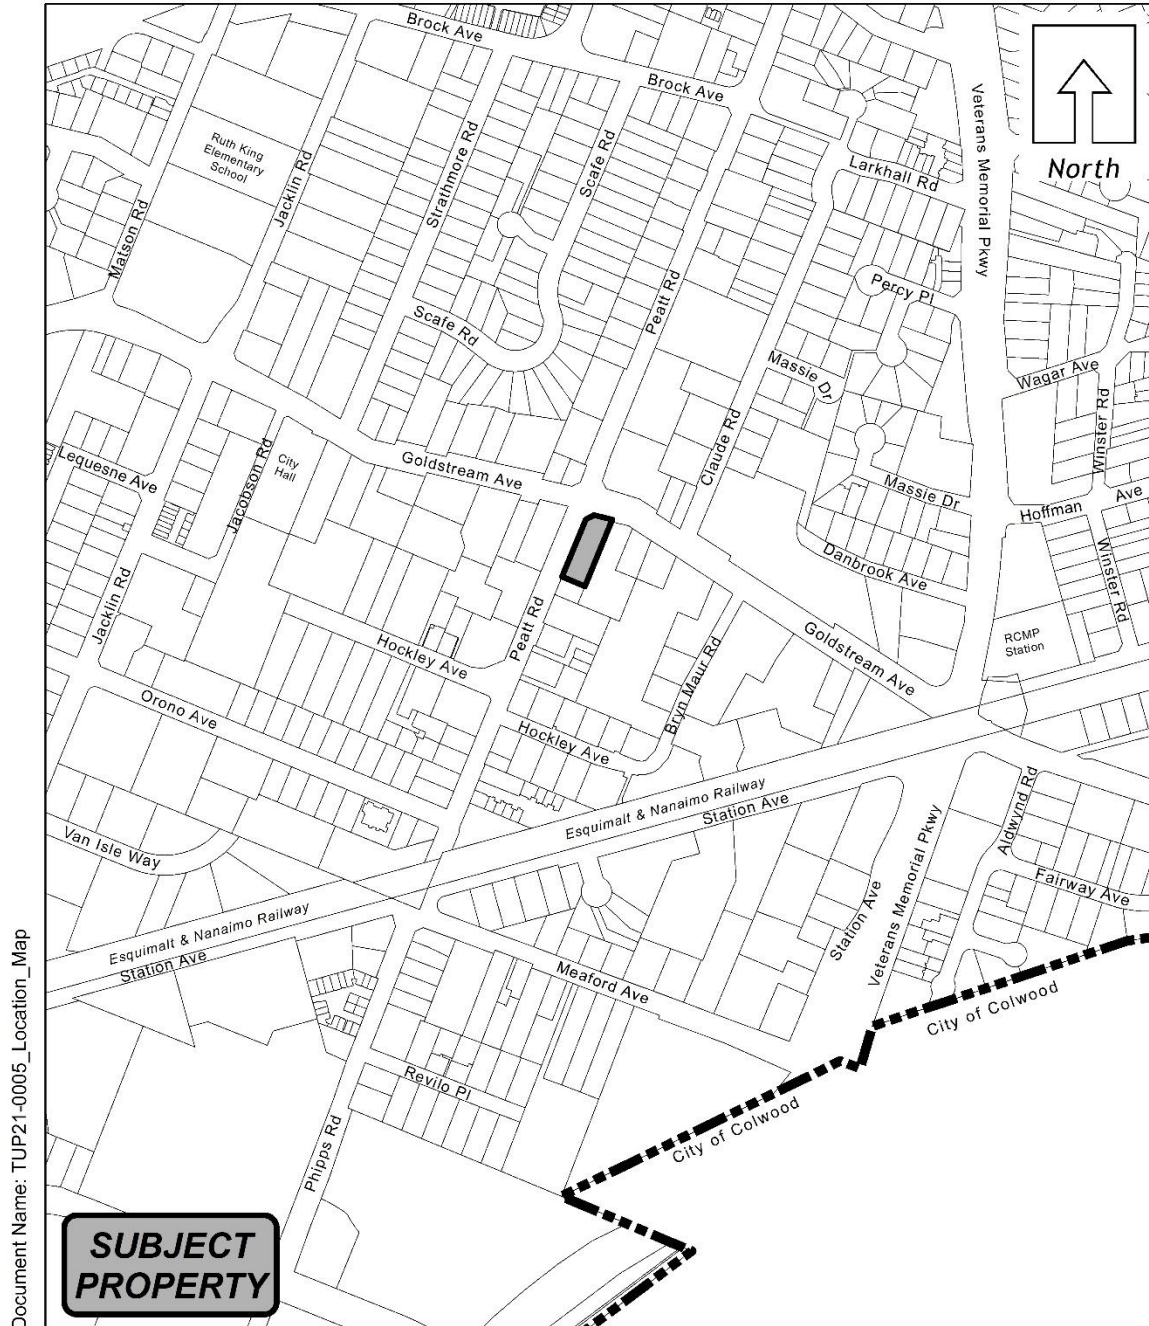 Brock Ave
Brock Ave
Veterans Memorial Pkwy
North
Ruth King
Elementary
School
Jacklin Rd
Strathmore Rd
Scafe Rd
Larkhall Rd
Matson Rd
Peatt Rd
Percy Pl
Scafe Rd
Massie Dr
Wagar Ave
Winster Rd
Claude Rd
Lequesne Ave
Jacobson Rd
City
Hall
Goldstream Ave
Massie Dr
Hoffman Ave
Danbrook Ave
Winster Rd
Jacklin Rd
Peatt Rd
Hockley Ave
Goldstream Ave
RCMP
Station
Bryn Maur Rd
Orono Ave
Hockley Ave
Esquimalt & Nanaimo Railway
Station Ave
Aldwynd Rd
Van Isle Way
Veterans Memorial Pkwy
Fairway Ave
Station Ave
Esquimalt & Nanaimo Railway
Station Ave
Meaford Ave
City of Colwood
Revilo Pl
City of Colwood
Phipps Rd
SUBJECT
PROPERTY
Document Name: TUP21-0005_Location_Map